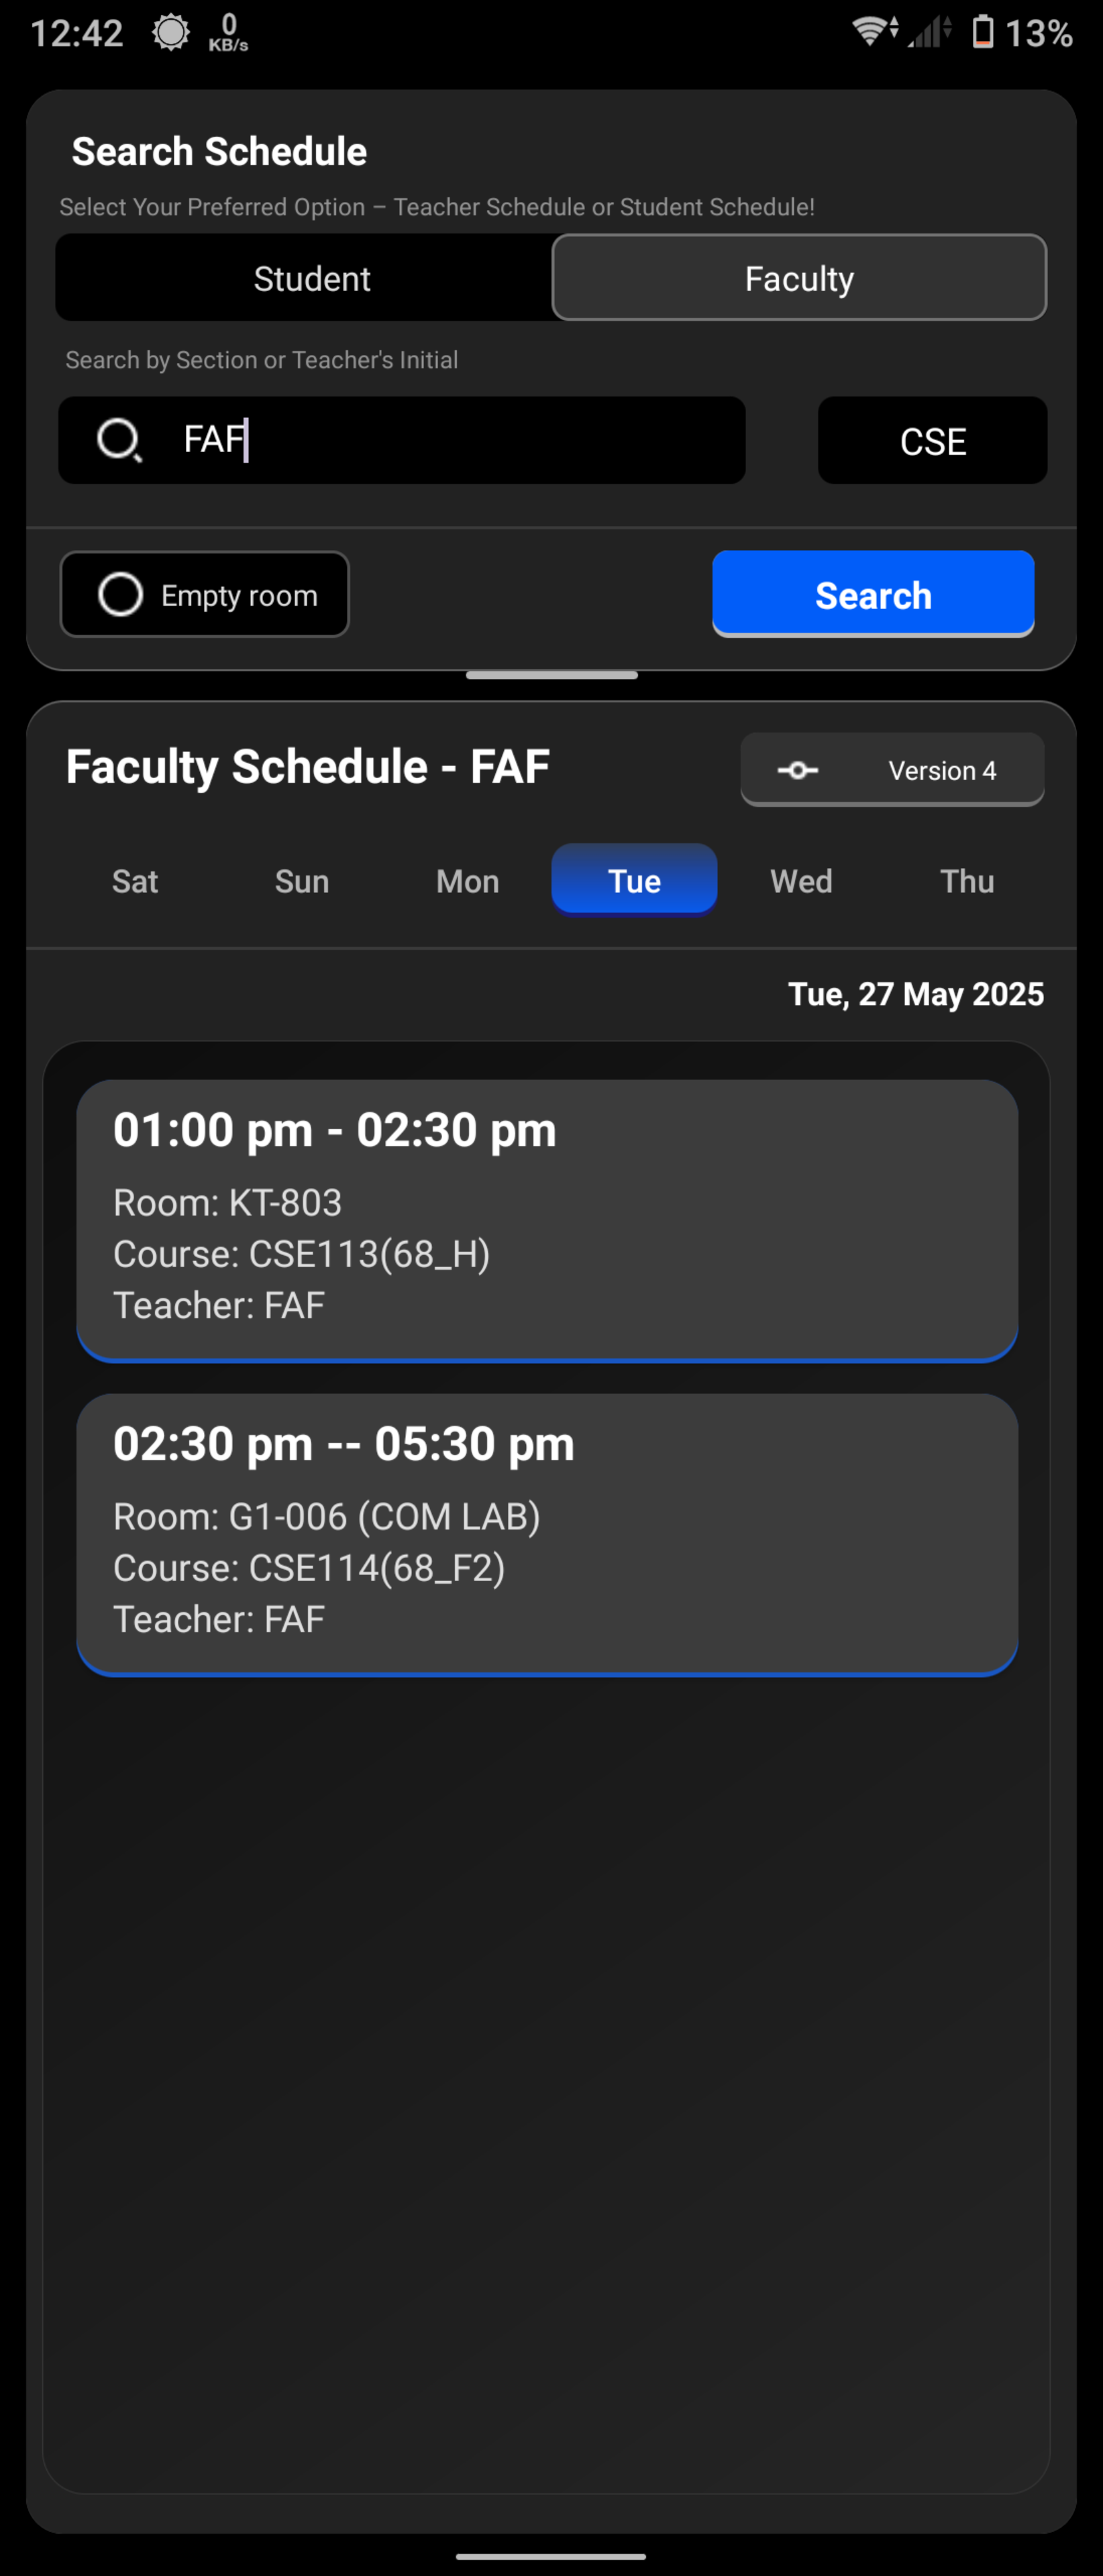 12:42
0
KB/s
13%
Search Schedule
Select Your Preferred Option – Teacher Schedule or Student Schedule!
Student
Faculty
Search by Section or Teacher's Initial
FAF
CSE
Empty room
Search
Faculty Schedule - FAF
Version 4
Sat
Sun
Mon
Tue
Wed
Thu
Tue, 27 May 2025
01:00 pm - 02:30 pm
Room: KT-803
Course: CSE113(68_H)
Teacher: FAF
02:30 pm -- 05:30 pm
Room: G1-006 (COM LAB)
Course: CSE114(68_F2)
Teacher: FAF